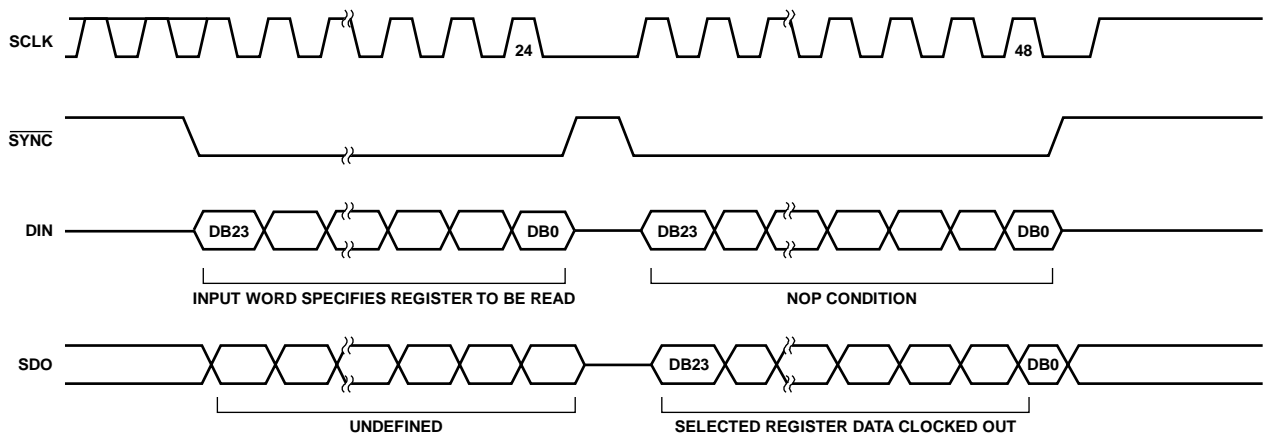 SCLK
24
48
SYNC
DIN
DB23
DB0
DB23
DB0
INPUT WORD SPECIFIES REGISTER TO BE READ
NOP CONDITION
SDO
DB23
DB0
UNDEFINED
SELECTED REGISTER DATA CLOCKED OUT